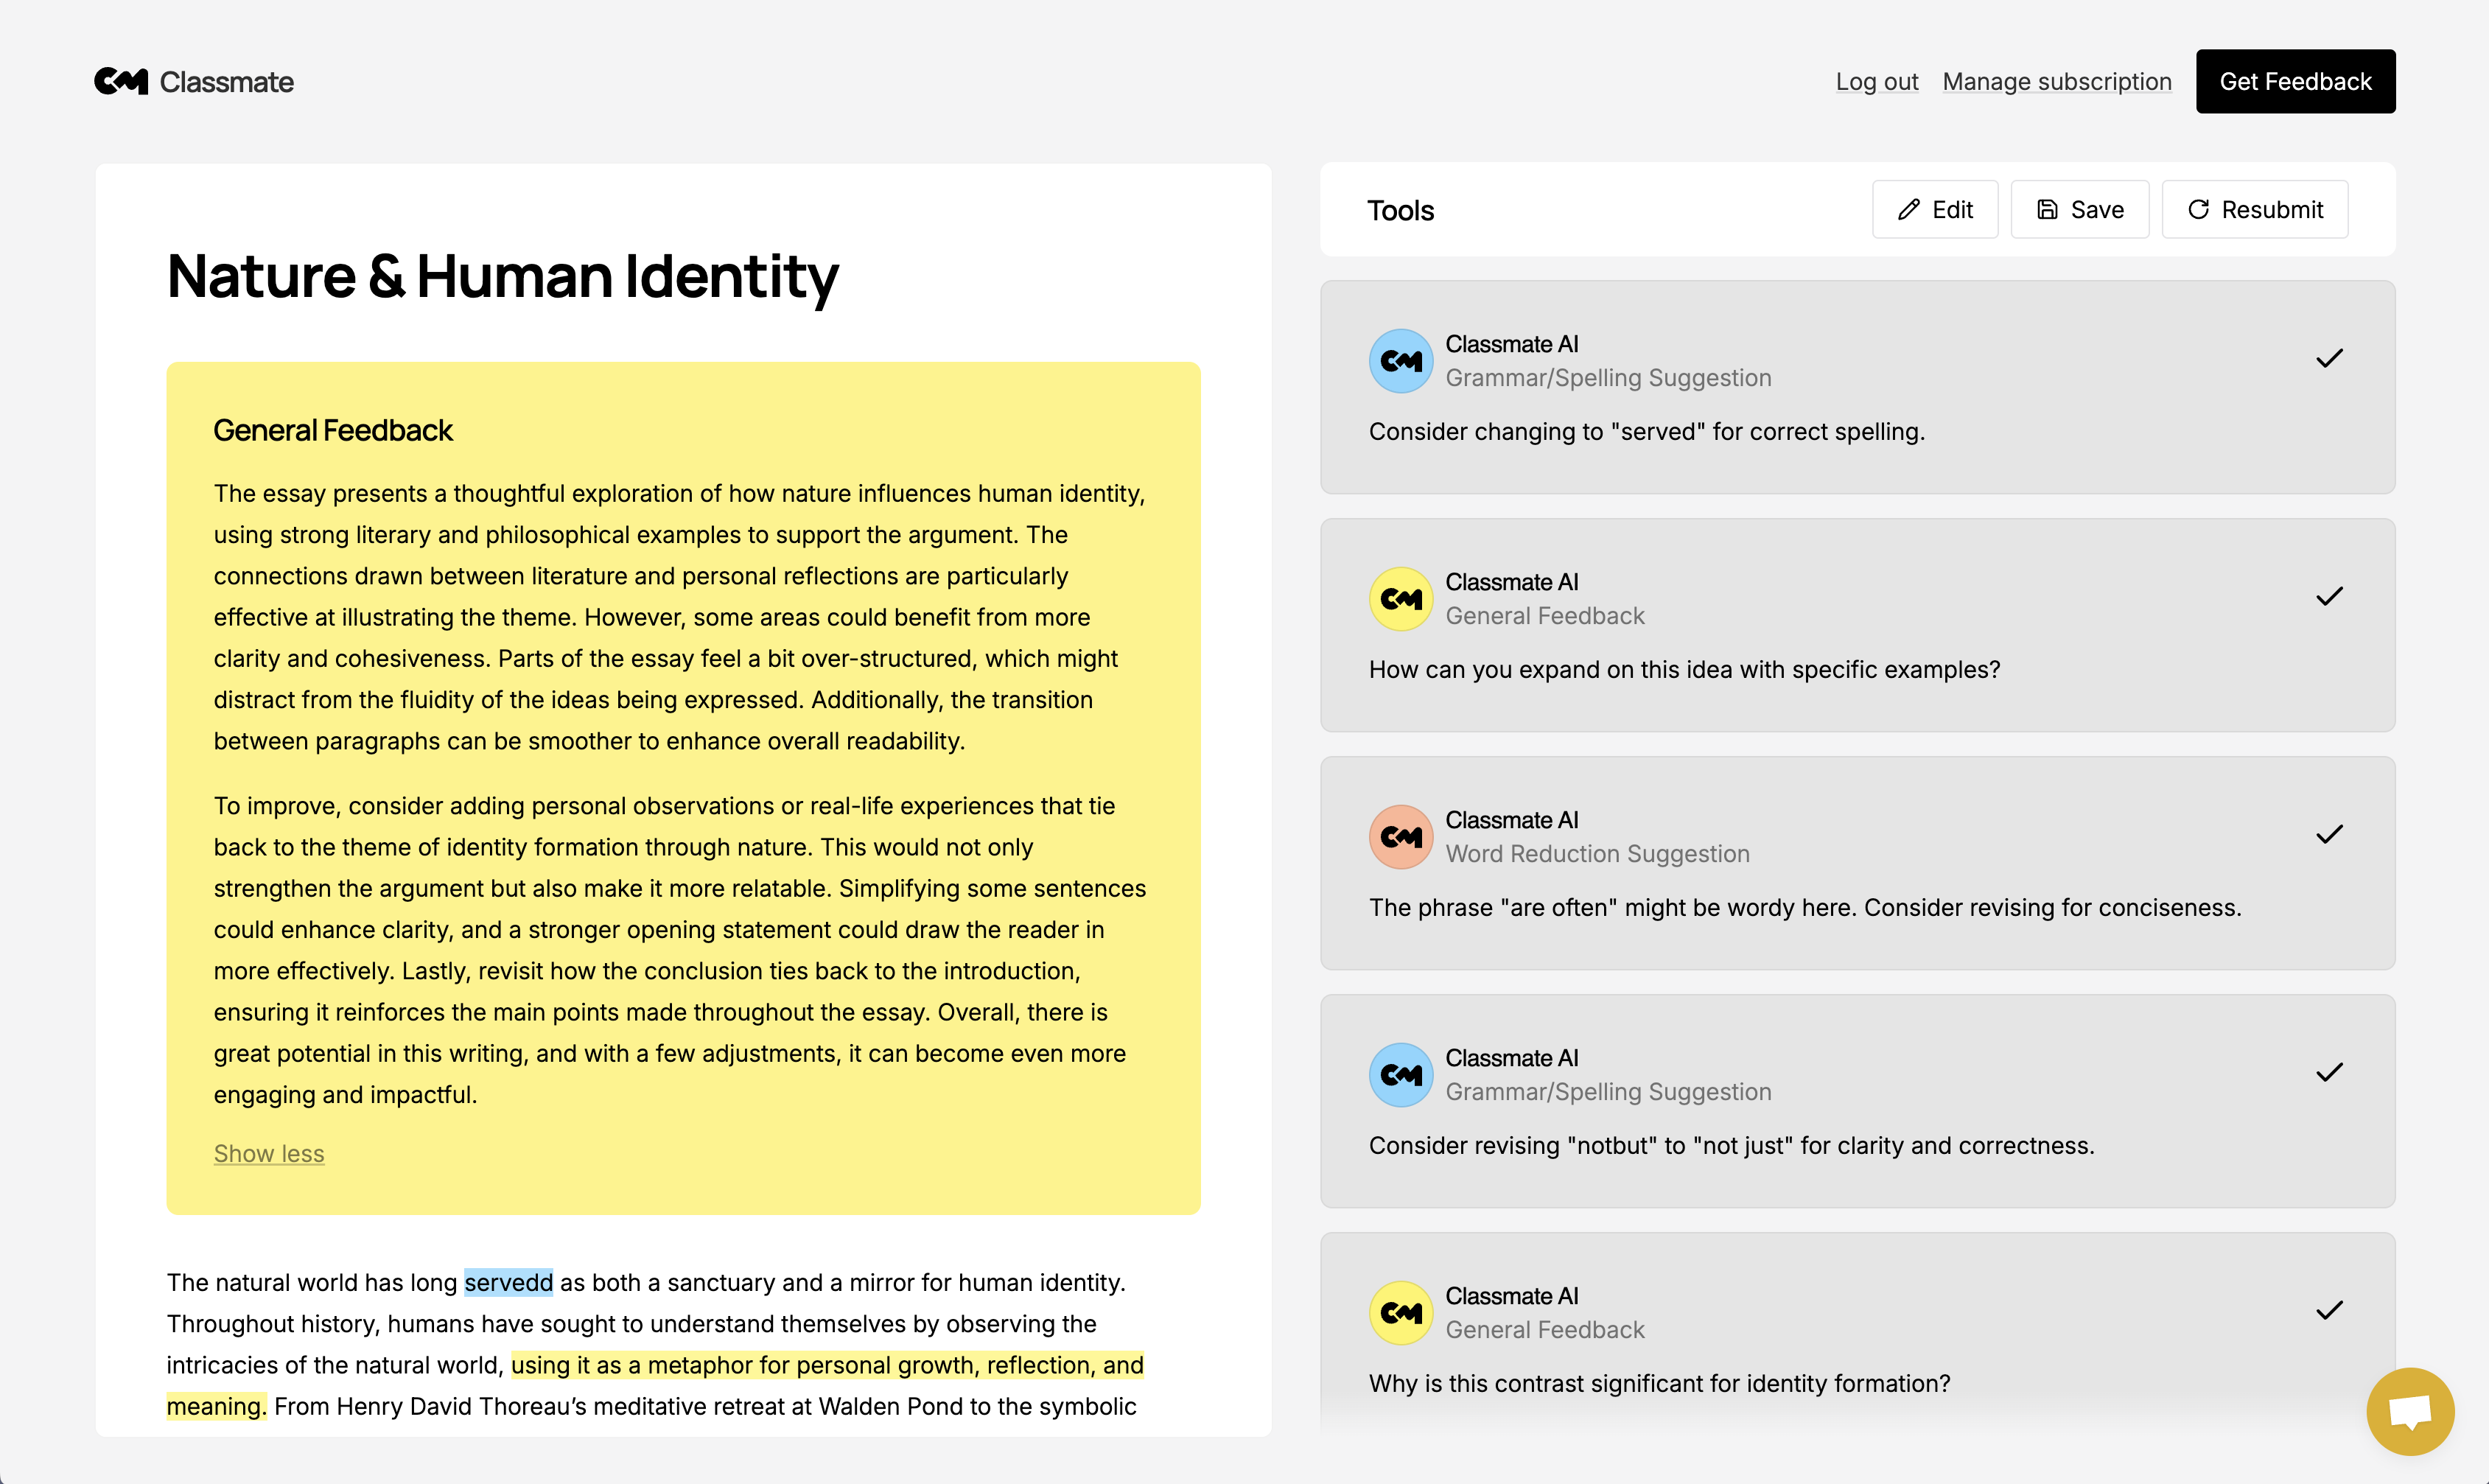 CM Classmate
Log out
Manage subscription
Get Feedback
Nature & Human Identity
General Feedback
The essay presents a thoughtful exploration of how nature influences human identity,
using strong literary and philosophical examples to support the argument. The
connections drawn between literature and personal reflections are particularly
effective at illustrating the theme. However, some areas could benefit from more
clarity and cohesiveness. Parts of the essay feel a bit over-structured, which might
distract from the fluidity of the ideas being expressed. Additionally, the transition
between paragraphs can be smoother to enhance overall readability.
To improve, consider adding personal observations or real-life experiences that tie
back to the theme of identity formation through nature. This would not only
strengthen the argument but also make it more relatable. Simplifying some sentences
could enhance clarity, and a stronger opening statement could draw the reader in
more effectively. Lastly, revisit how the conclusion ties back to the introduction,
ensuring it reinforces the main points made throughout the essay. Overall, there is
great potential in this writing, and with a few adjustments, it can become even more
engaging and impactful.
Show less
The natural world has long servedd as both a sanctuary and a mirror for human identity.
Throughout history, humans have sought to understand themselves by observing the
intricacies of the natural world, using it as a metaphor for personal growth, reflection, and
meaning. From Henry David Thoreau’s meditative retreat at Walden Pond to the symbolic
Tools
Edit
Save
Resubmit
CM
Classmate AI
Grammar/Spelling Suggestion
Consider changing to "served" for correct spelling.
CM
Classmate AI
General Feedback
How can you expand on this idea with specific examples?
CM
Classmate AI
Word Reduction Suggestion
The phrase "are often" might be wordy here. Consider revising for conciseness.
CM
Classmate AI
Grammar/Spelling Suggestion
Consider revising "notbut" to "not just" for clarity and correctness.
CM
Classmate AI
General Feedback
Why is this contrast significant for identity formation?